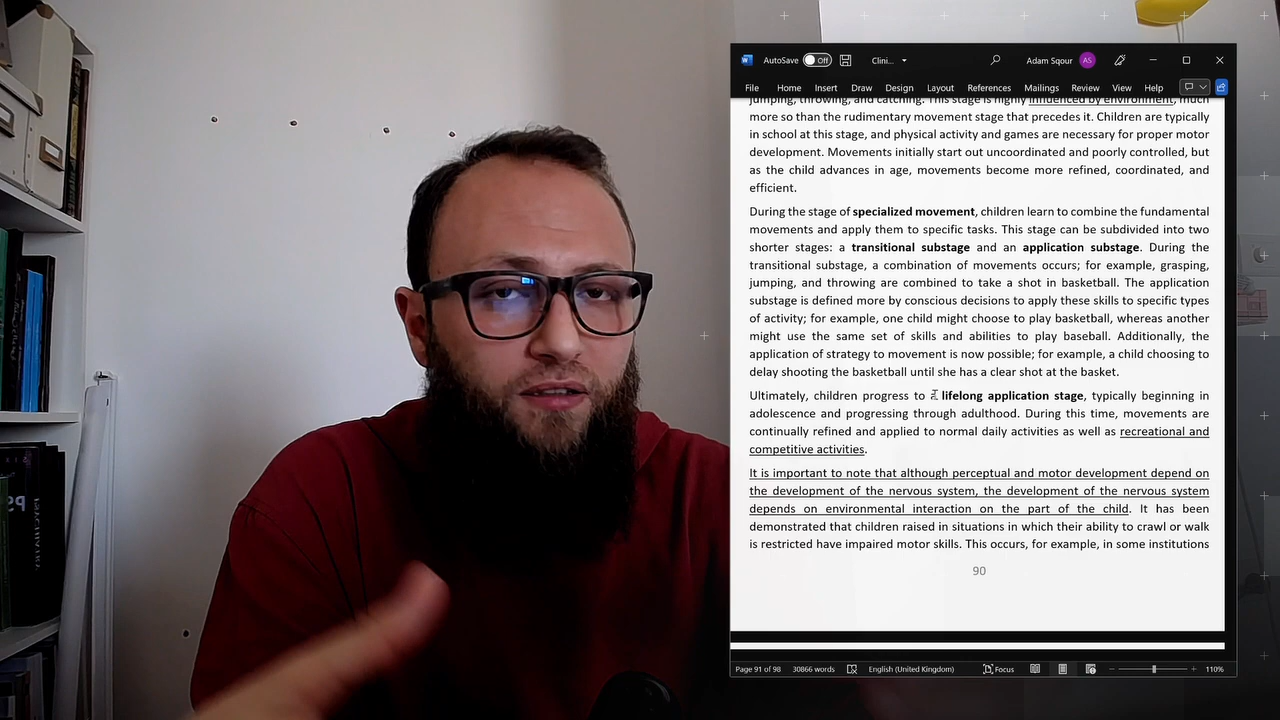 AutoSave Off Clini... Adam Sqour AS
File Home Insert Draw Design Layout References Mailings Review View Help
jumping, throwing, and catching. This stage is highly influenced by environment, much
more so than the rudimentary movement stage that precedes it. Children are typically
in school at this stage, and physical activity and games are necessary for proper motor
development. Movements initially start out uncoordinated and poorly controlled, but
as the child advances in age, movements become more refined, coordinated, and
efficient.
During the stage of specialized movement, children learn to combine the fundamental
movements and apply them to specific tasks. This stage can be subdivided into two
shorter stages: a transitional substage and an application substage. During the
transitional substage, a combination of movements occurs; for example, grasping,
jumping, and throwing are combined to take a shot in basketball. The application
substage is defined more by conscious decisions to apply these skills to specific types
of activity; for example, one child might choose to play basketball, whereas another
might use the same set of skills and abilities to play baseball. Additionally, the
application of strategy to movement is now possible; for example, a child choosing to
delay shooting the basketball until she has a clear shot at the basket.
Ultimately, children progress to a lifelong application stage, typically beginning in
adolescence and progressing through adulthood. During this time, movements are
continually refined and applied to normal daily activities as well as recreational and
competitive activities.
It is important to note that although perceptual and motor development depend on
the development of the nervous system, the development of the nervous system
depends on environmental interaction on the part of the child. It has been
demonstrated that children raised in situations in which their ability to crawl or walk
is restricted have impaired motor skills. This occurs, for example, in some institutions
90
Page 91 of 98 30866 words English (United Kingdom) Focus 110%